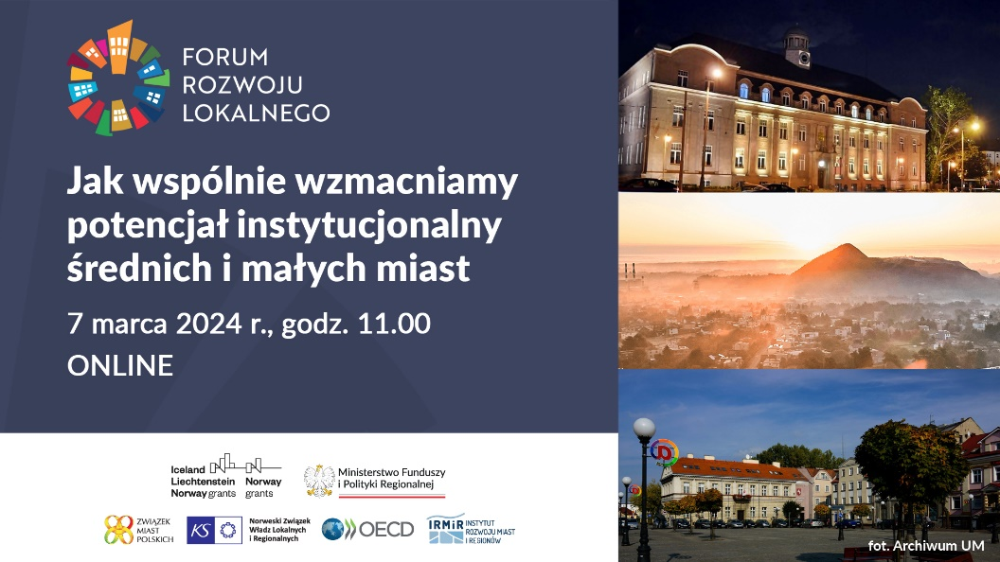 FORUM
ROZWOJU
LOKALNEGO
Jak wspólnie wzmacniamy
potencjał instytucjonalny
średnich i małych miast
7 marca 2024 r., godz. 11.00
ONLINE
Iceland
Liechtenstein
Norway grants
Norway
grants
Ministerstwo Funduszy
i Polityki Regionalnej
ZWIĄZEK
MIAST
POLSKICH
KS
Norweski Związek
Władz Lokalnych
i Regionalnych
OECD
IRMiR
INSTYTUT
ROZWOJU MIAST
I REGIONÓW
fot. Archiwum UM